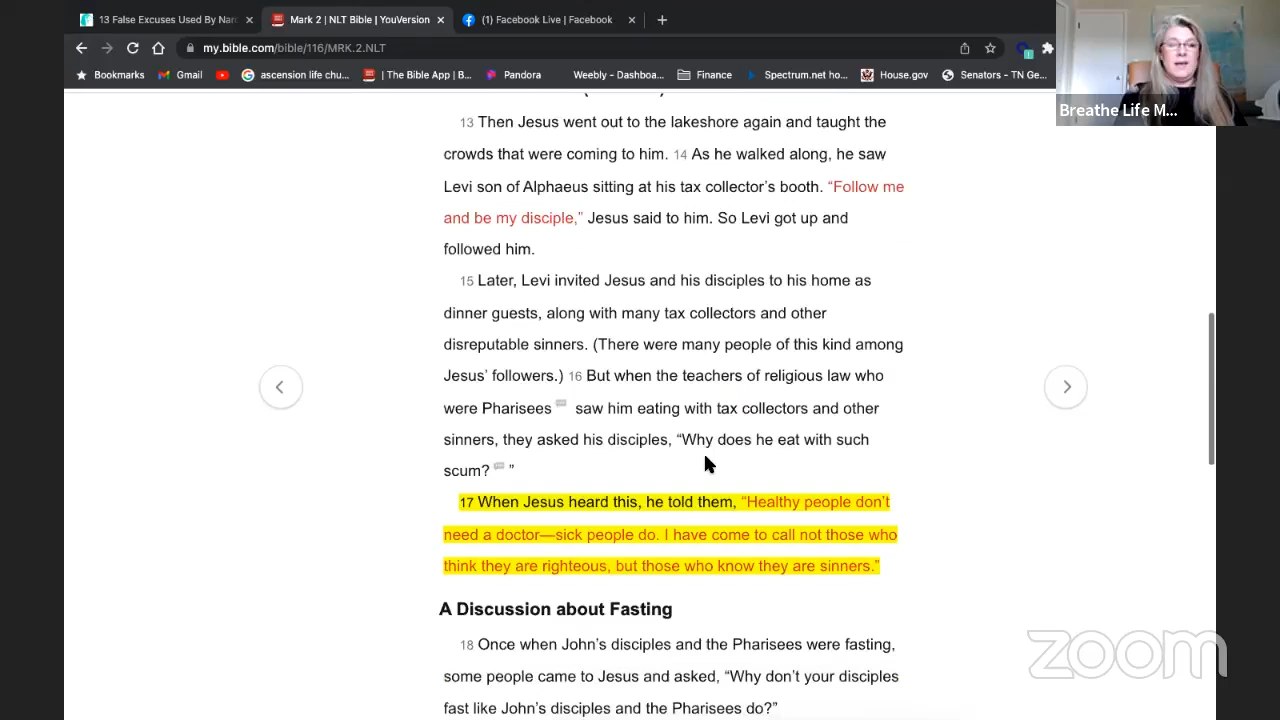 13 False Excuses Used By Nar
Mark 2 | NLT Bible | YouVersion
(1) Facebook Live | Facebook
my.bible.com/bible/116/MRK.2.NLT
Bookmarks
Gmail
ascension life chu...
| The Bible App | B...
Pandora
Weebly - Dashboa...
Finance
Spectrum.net ho...
House.gov
Senators - TN Ge...
Breathe Life M...
13 Then Jesus went out to the lakeshore again and taught the
crowds that were coming to him. 14 As he walked along, he saw
Levi son of Alphaeus sitting at his tax collector’s booth. “Follow me
and be my disciple,” Jesus said to him. So Levi got up and
followed him.
15 Later, Levi invited Jesus and his disciples to his home as
dinner guests, along with many tax collectors and other
disreputable sinners. (There were many people of this kind among
Jesus’ followers.) 16 But when the teachers of religious law who
were Pharisees saw him eating with tax collectors and other
sinners, they asked his disciples, “Why does he eat with such
scum? ”
17 When Jesus heard this, he told them, “Healthy people don’t
need a doctor—sick people do. I have come to call not those who
think they are righteous, but those who know they are sinners.”
A Discussion about Fasting
18 Once when John’s disciples and the Pharisees were fasting,
some people came to Jesus and asked, “Why don’t your disciples
fast like John’s disciples and the Pharisees do?”
zoom